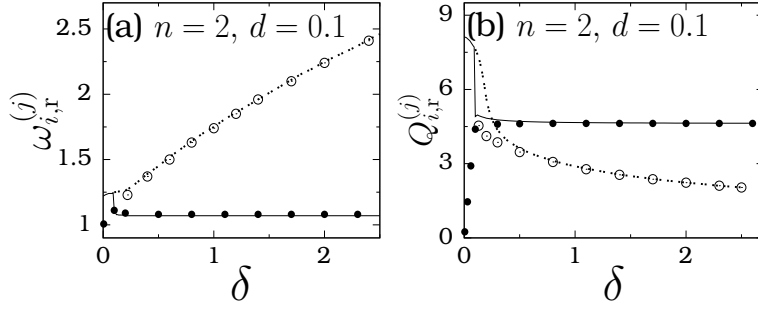 (a) n = 2, d = 0.1
2.5
2
1.5
1
ω_{i,r}^{(j)}
0 1 2
δ
(b) n = 2, d = 0.1
9
6
3
0
Q_{i,r}^{(j)}
0 1 2
δ